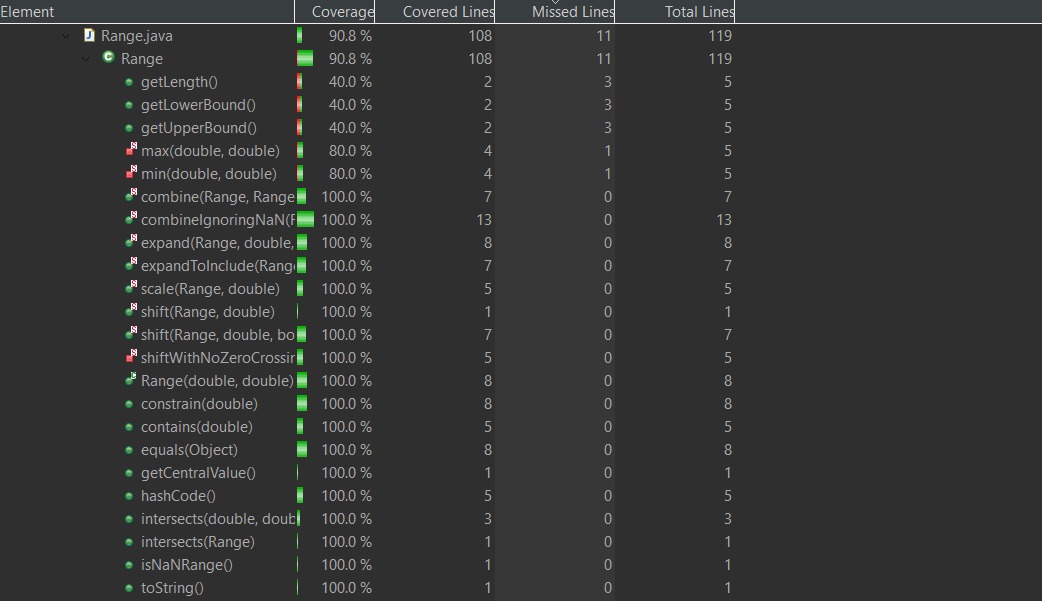 Element Coverage Covered Lines Missed Lines Total Lines
Range.java 90.8 % 108 11 119
Range 90.8 % 108 11 119
getLength() 40.0 % 2 3 5
getLowerBound() 40.0 % 2 3 5
getUpperBound() 40.0 % 2 3 5
max(double, double) 80.0 % 4 1 5
min(double, double) 80.0 % 4 1 5
combine(Range, Range 100.0 % 7 0 7
combineIgnoringNaN(R 100.0 % 13 0 13
expand(Range, double, 100.0 % 8 0 8
expandToInclude(Range 100.0 % 7 0 7
scale(Range, double) 100.0 % 5 0 5
shift(Range, double) 100.0 % 1 0 1
shift(Range, double, bo 100.0 % 7 0 7
shiftWithNoZeroCrossin 100.0 % 5 0 5
Range(double, double) 100.0 % 8 0 8
constrain(double) 100.0 % 8 0 8
contains(double) 100.0 % 5 0 5
equals(Object) 100.0 % 8 0 8
getCentralValue() 100.0 % 1 0 1
hashCode() 100.0 % 5 0 5
intersects(double, doub 100.0 % 3 0 3
intersects(Range) 100.0 % 1 0 1
isNaNRange() 100.0 % 1 0 1
toString() 100.0 % 1 0 1